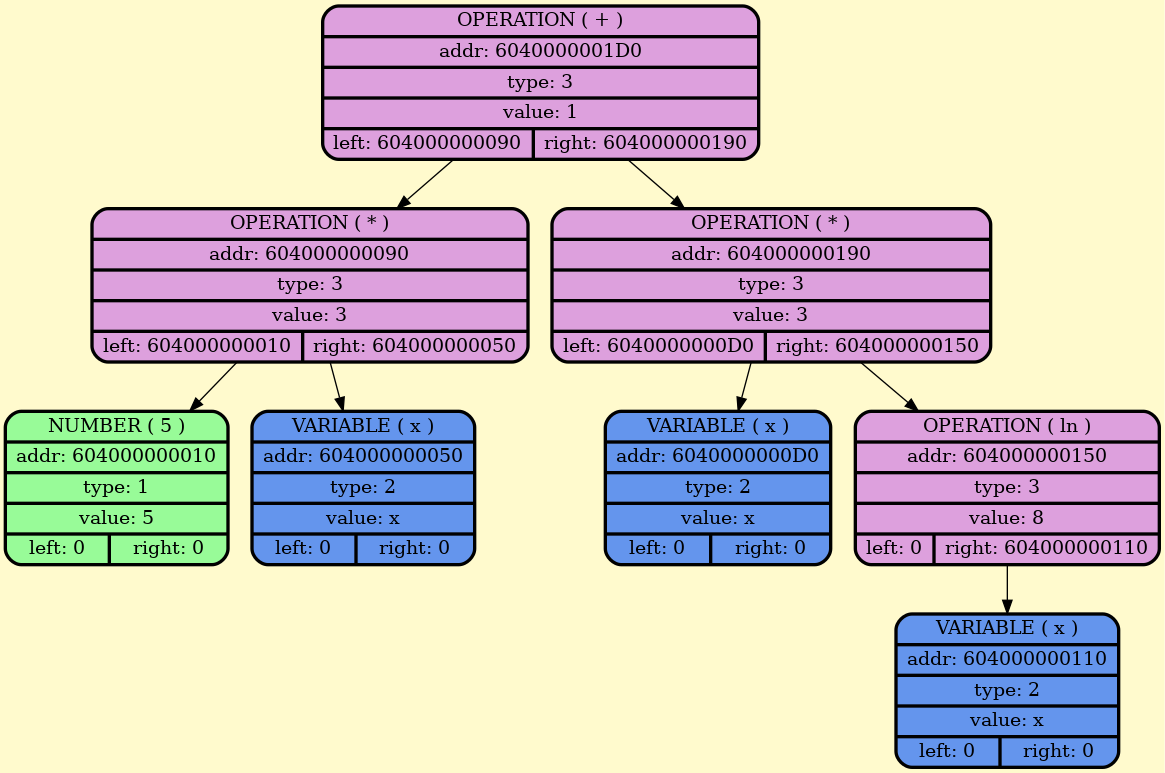 OPERATION ( + )
addr: 6040000001D0
type: 3
value: 1
left: 604000000090 right: 604000000190
OPERATION ( * )
addr: 604000000090
type: 3
value: 3
left: 604000000010 right: 604000000050
OPERATION ( * )
addr: 604000000190
type: 3
value: 3
left: 6040000000D0 right: 604000000150
NUMBER ( 5 )
addr: 604000000010
type: 1
value: 5
left: 0 right: 0
VARIABLE ( x )
addr: 604000000050
type: 2
value: x
left: 0 right: 0
VARIABLE ( x )
addr: 6040000000D0
type: 2
value: x
left: 0 right: 0
OPERATION ( ln )
addr: 604000000150
type: 3
value: 8
left: 0 right: 604000000110
VARIABLE ( x )
addr: 604000000110
type: 2
value: x
left: 0 right: 0